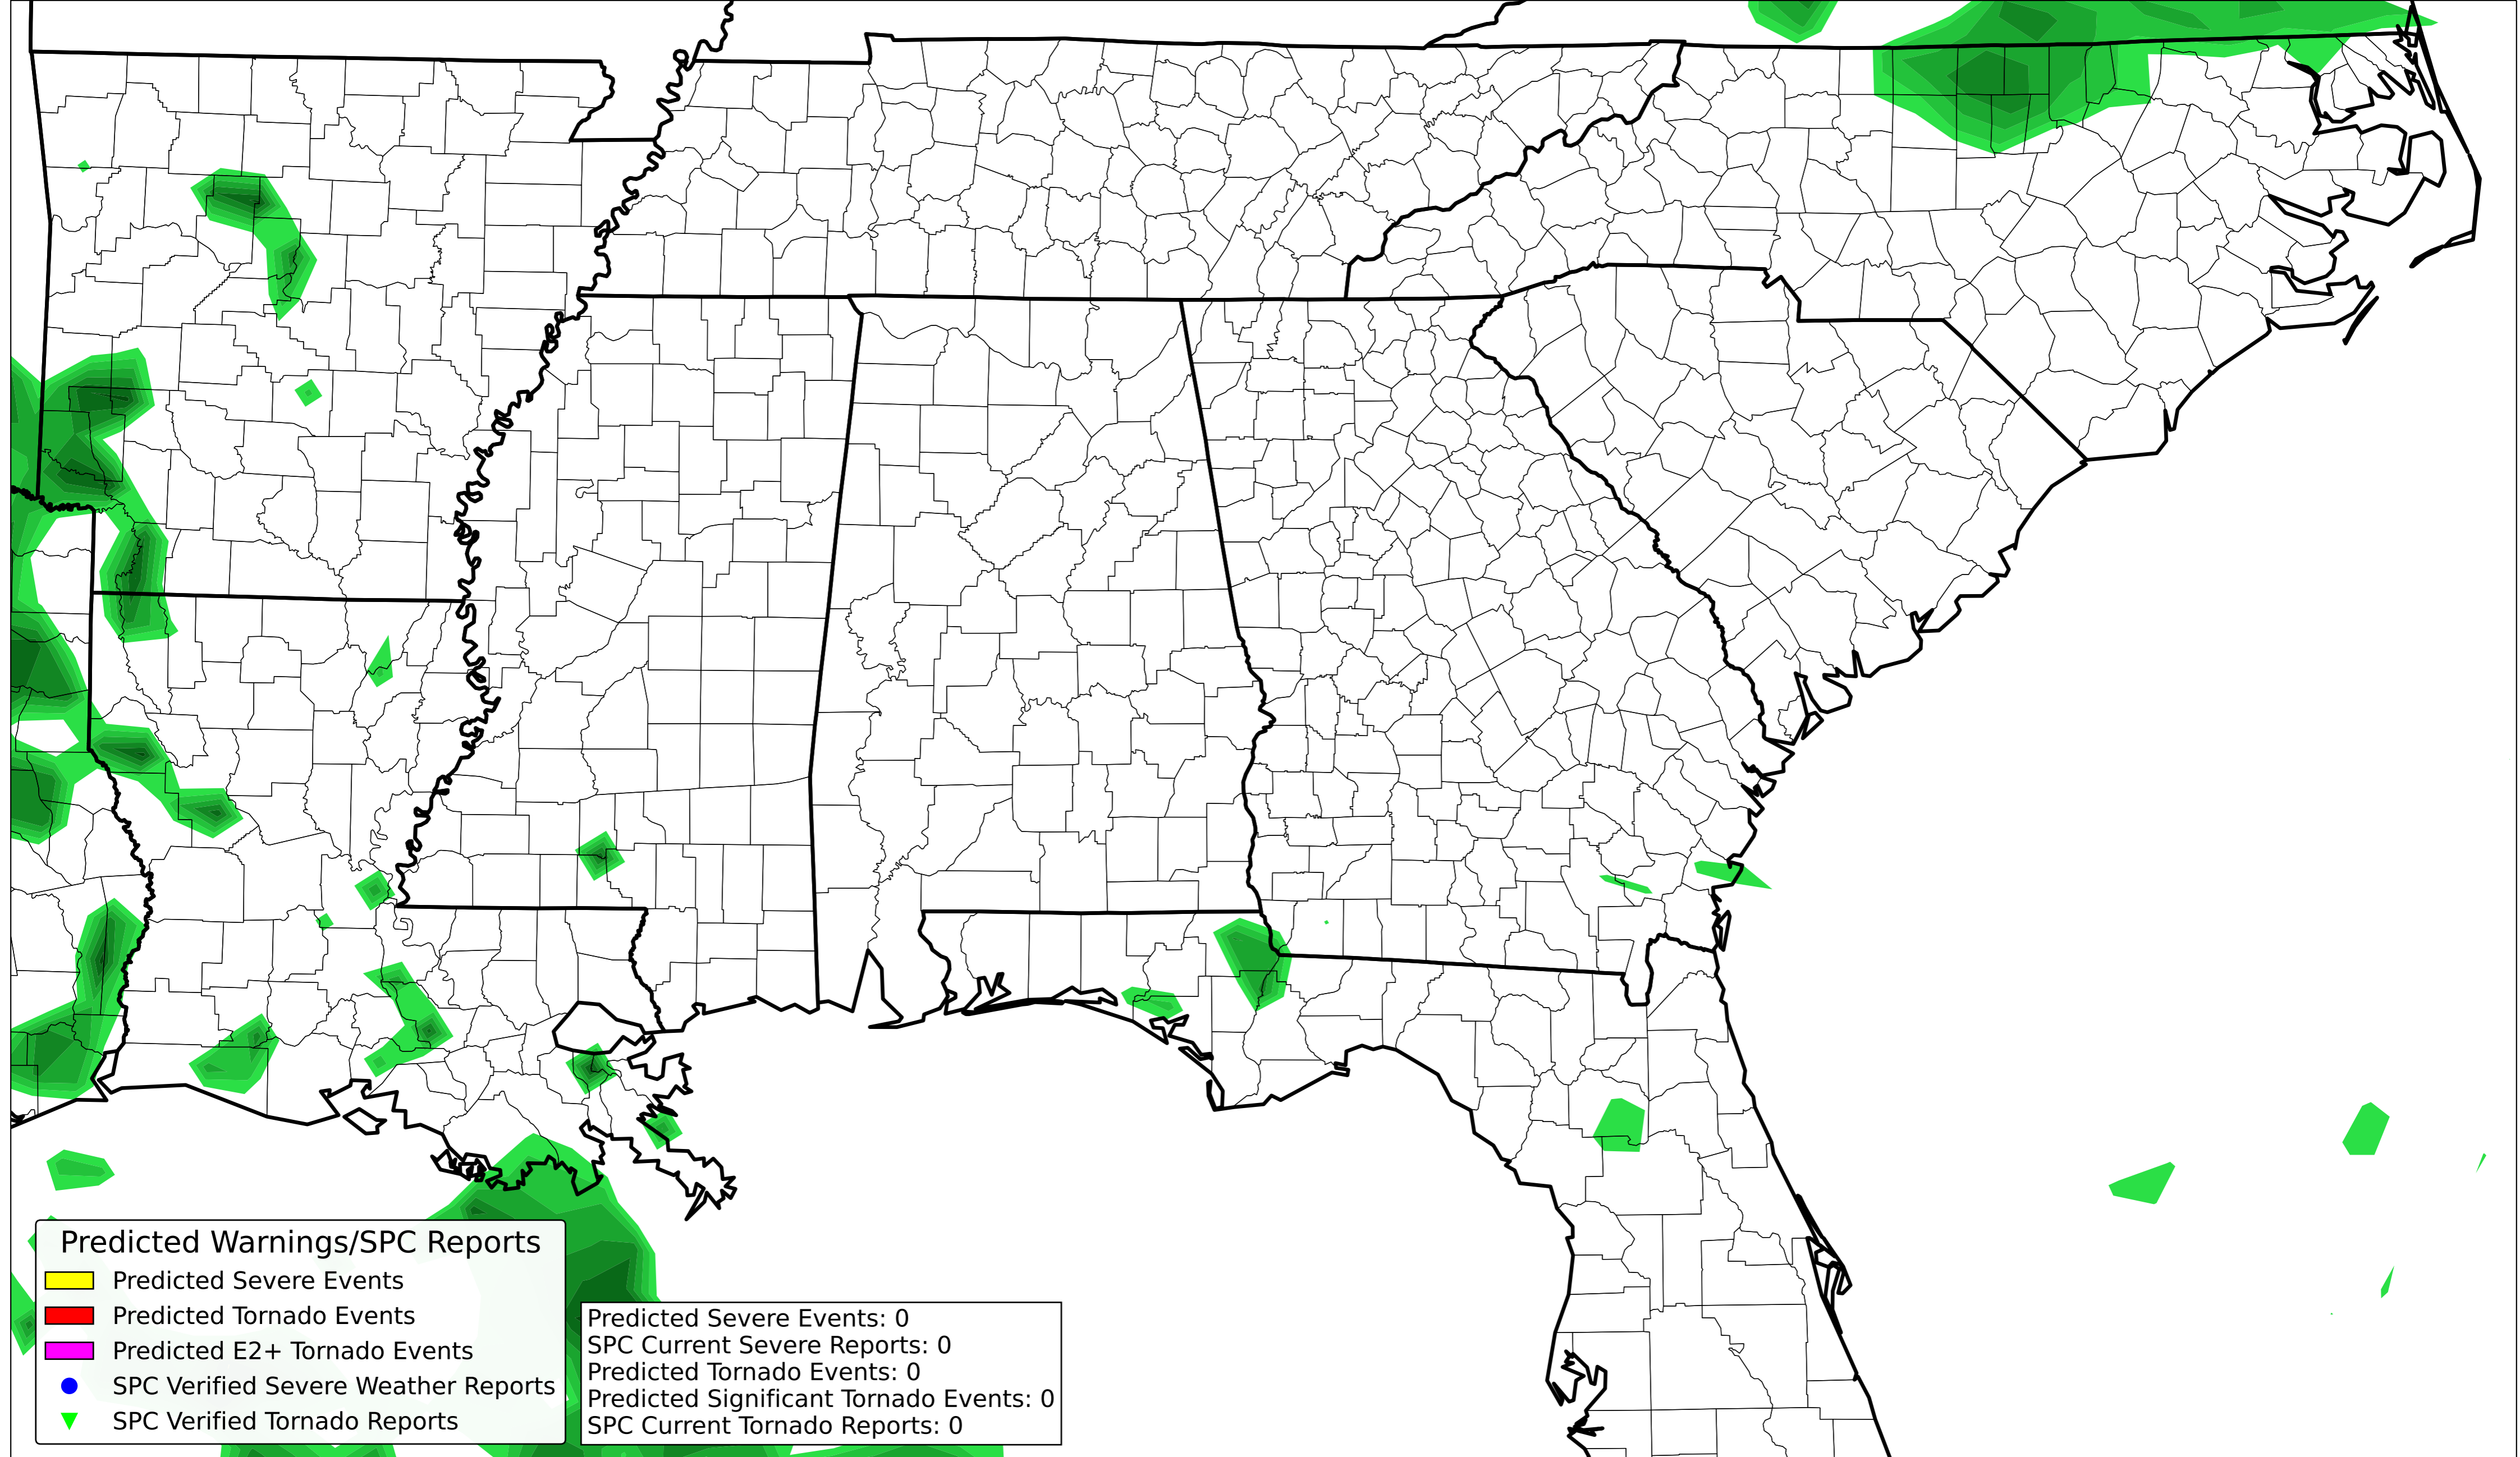 Predicted Warnings/SPC Reports
Predicted Severe Events
Predicted Tornado Events
Predicted E2+ Tornado Events
SPC Verified Severe Weather Reports
SPC Verified Tornado Reports
Predicted Severe Events: 0
SPC Current Severe Reports: 0
Predicted Tornado Events: 0
Predicted Significant Tornado Events: 0
SPC Current Tornado Reports: 0